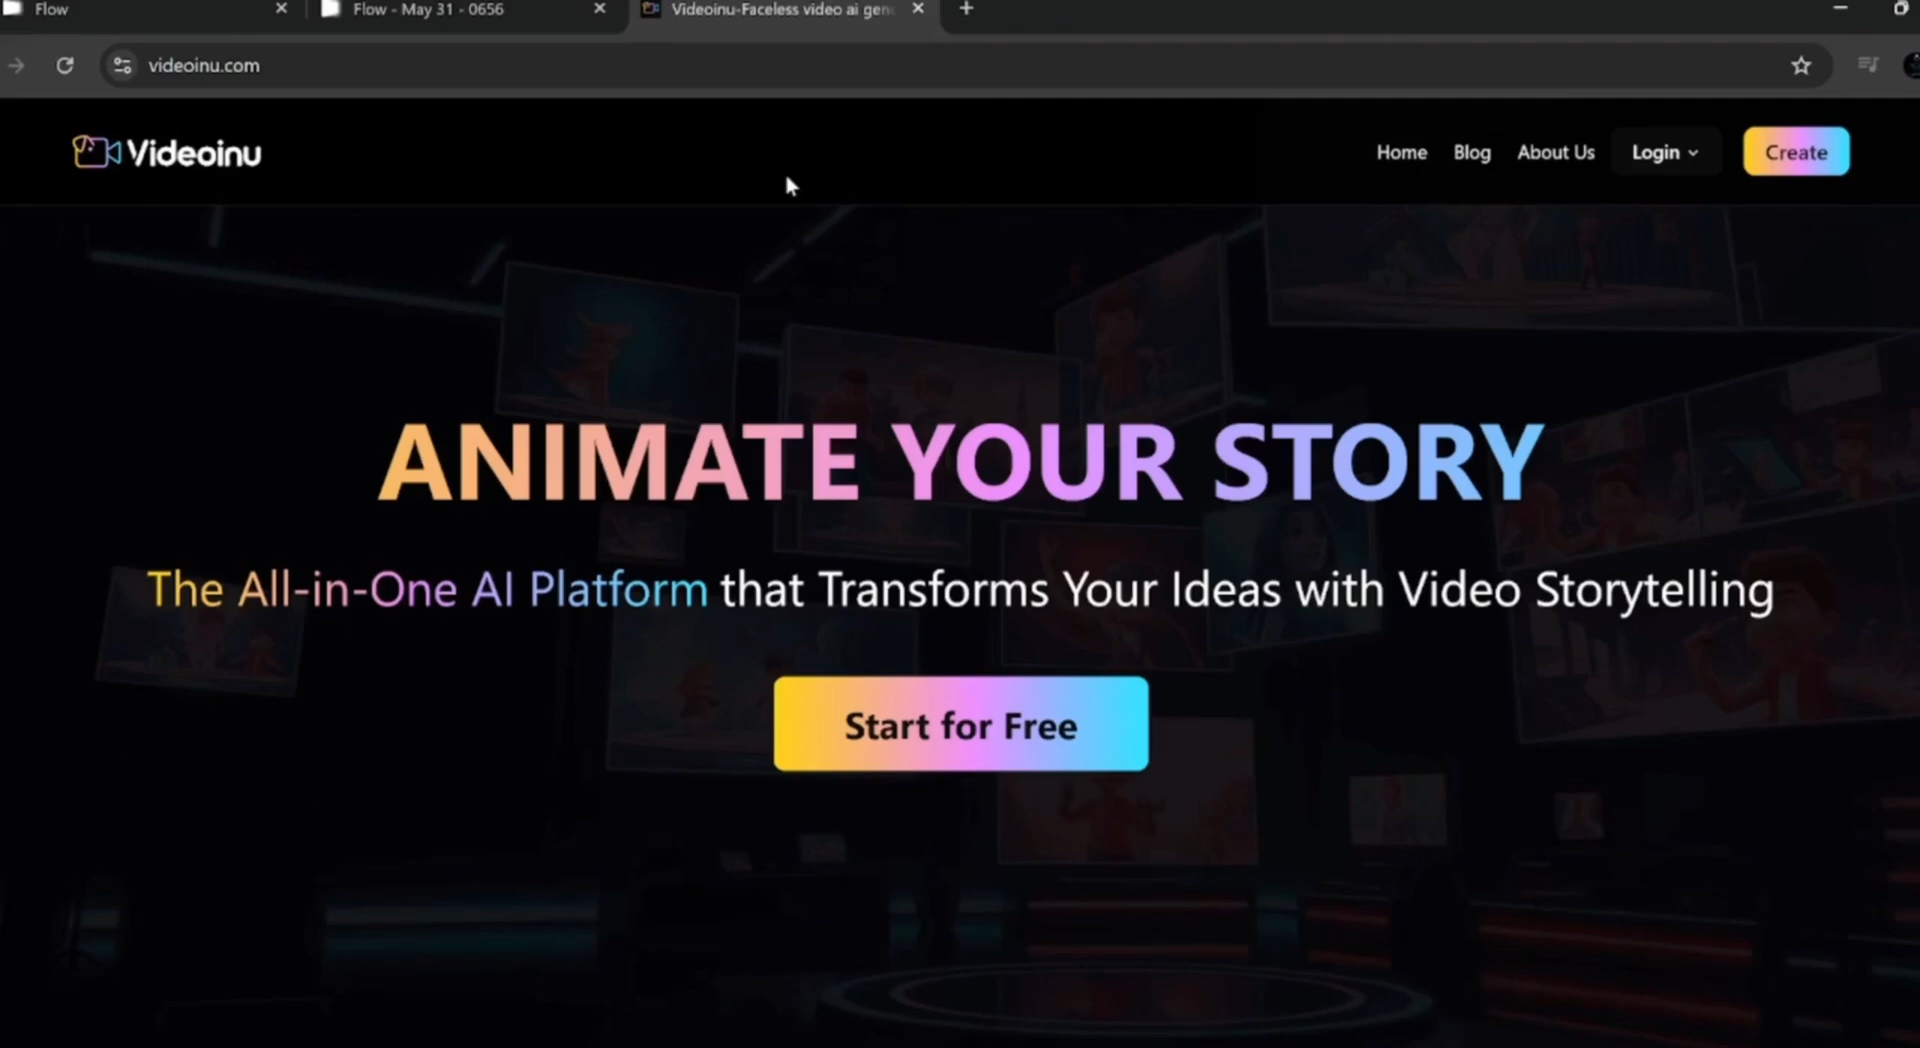 Flow
Flow - May 31 - 0656
Videoinu-Faceless video ai gen
videoinu.com
Videoinu
Home
Blog
About Us
Login
Create
ANIMATE YOUR STORY
The All-in-One AI Platform that Transforms Your Ideas with Video Storytelling
Start for Free